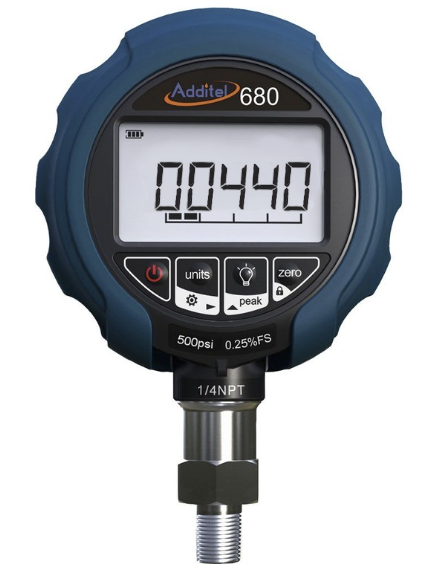 Additel 680
00440
units
zero
peak
500psi 0.25%FS
1/4NPT